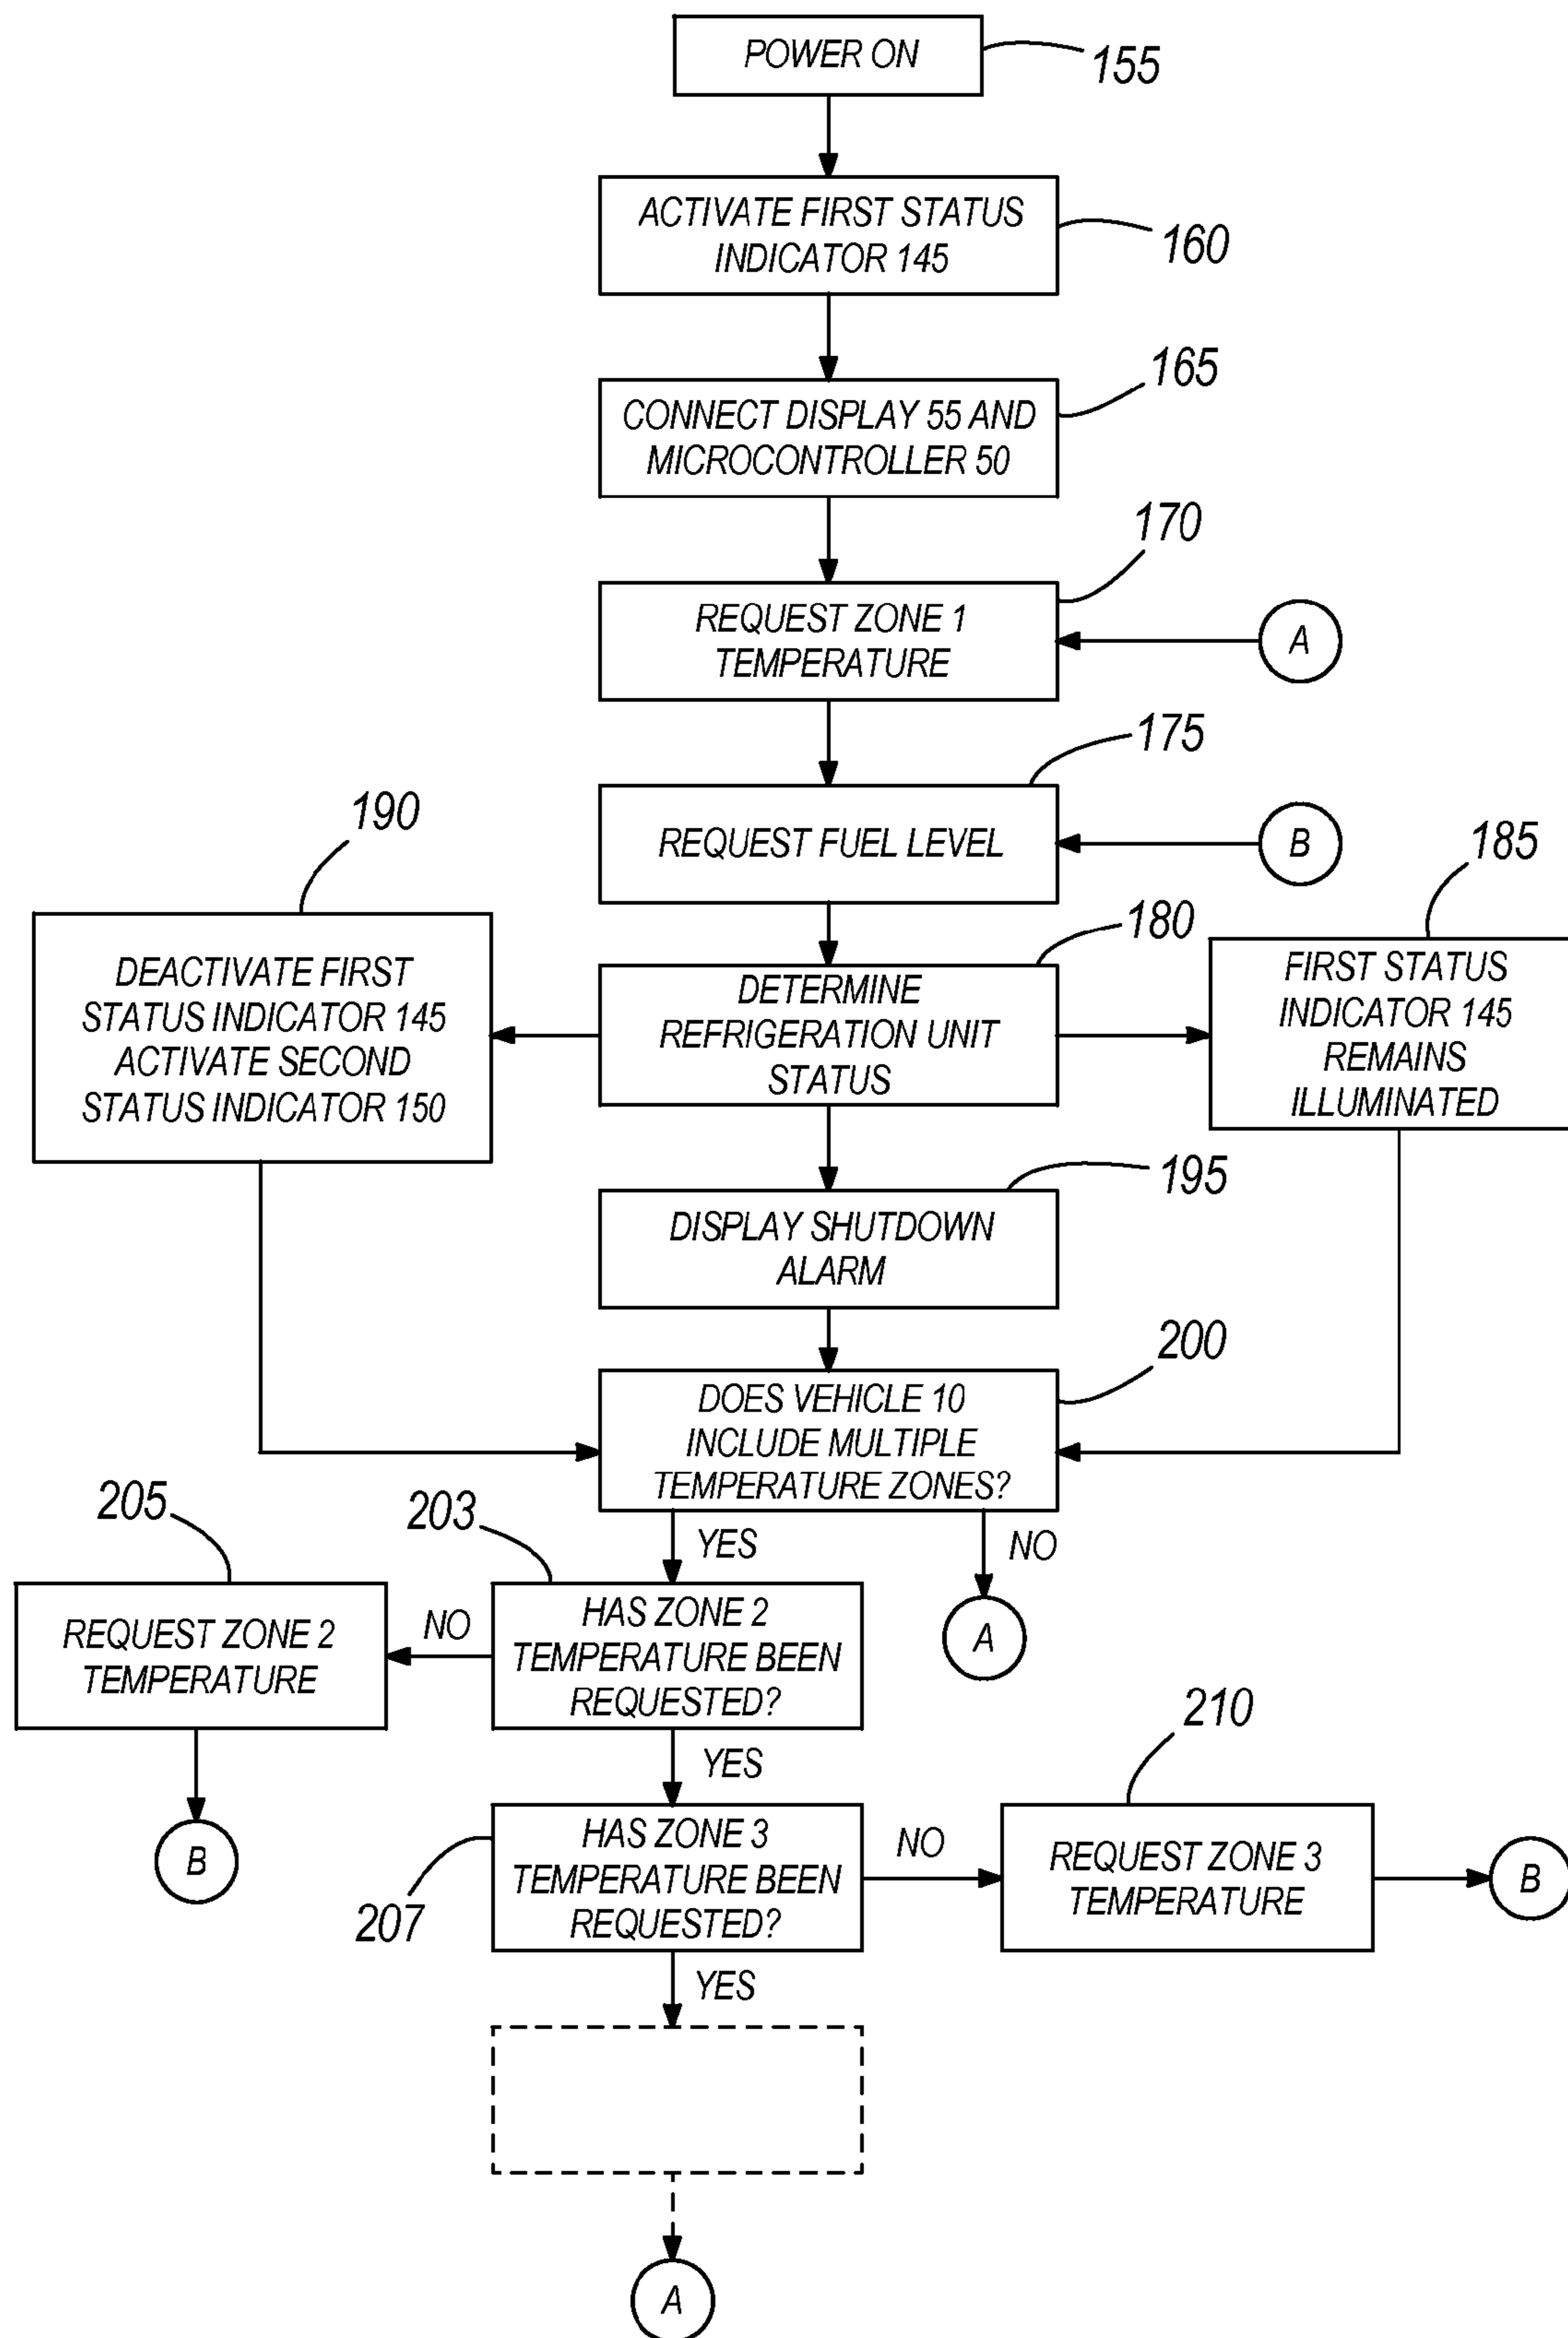 POWER ON
155
ACTIVATE FIRST STATUS
INDICATOR 145
160
165
CONNECT DISPLAY 55 AND
MICROCONTROLLER 50
170
REQUEST ZONE 1
TEMPERATURE
A
175
REQUEST FUEL LEVEL
B
190
185
180
DEACTIVATE FIRST
STATUS INDICATOR 145
ACTIVATE SECOND
STATUS INDICATOR 150
DETERMINE
REFRIGERATION UNIT
STATUS
FIRST STATUS
INDICATOR 145
REMAINS
ILLUMINATED
195
DISPLAY SHUTDOWN
ALARM
200
DOES VEHICLE 10
INCLUDE MULTIPLE
TEMPERATURE ZONES?
205
203
YES
NO
REQUEST ZONE 2
TEMPERATURE
NO
HAS ZONE 2
TEMPERATURE BEEN
REQUESTED?
A
210
YES
B
207
HAS ZONE 3
TEMPERATURE BEEN
REQUESTED?
NO
REQUEST ZONE 3
TEMPERATURE
B
YES
A